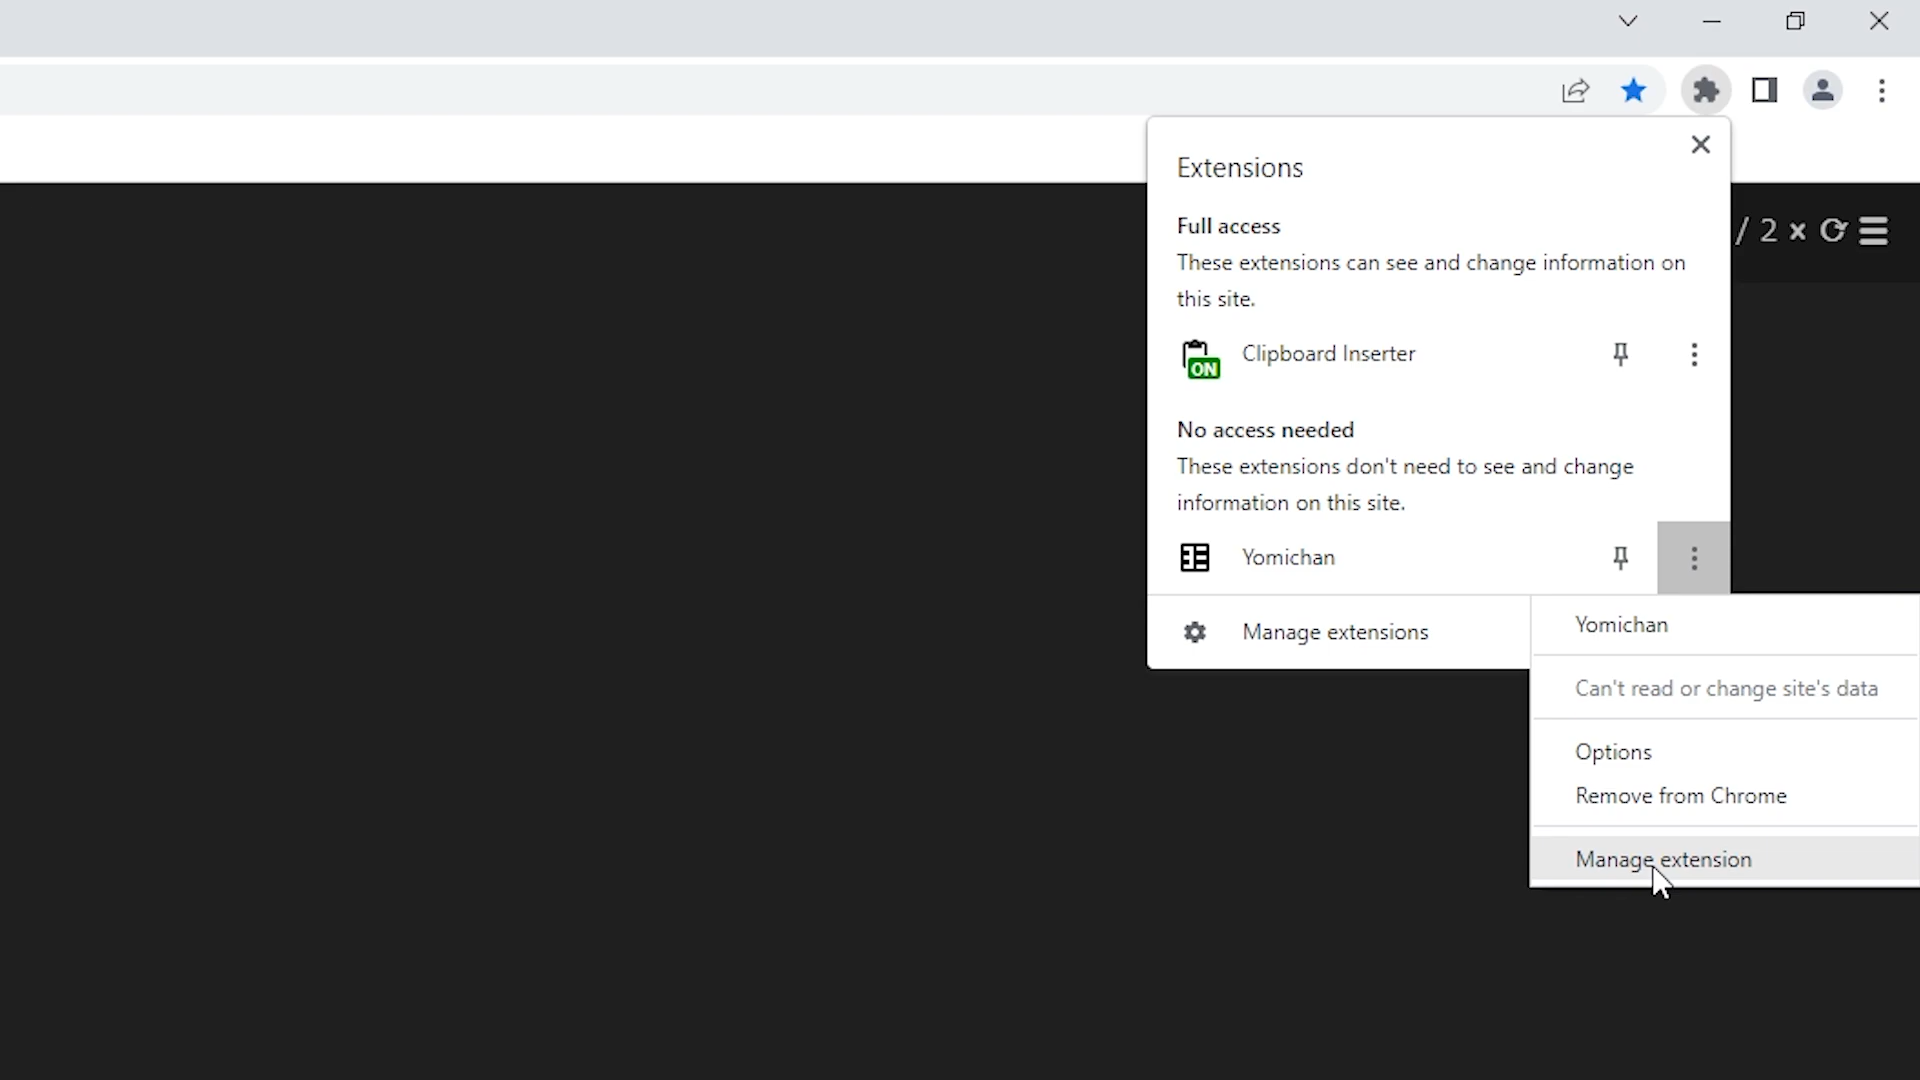 / 2 ×
Extensions
Full access
These extensions can see and change information on
this site.
ON
Clipboard Inserter
No access needed
These extensions don't need to see and change
information on this site.
Yomichan
Manage extensions
Yomichan
Can't read or change site's data
Options
Remove from Chrome
Manage extension